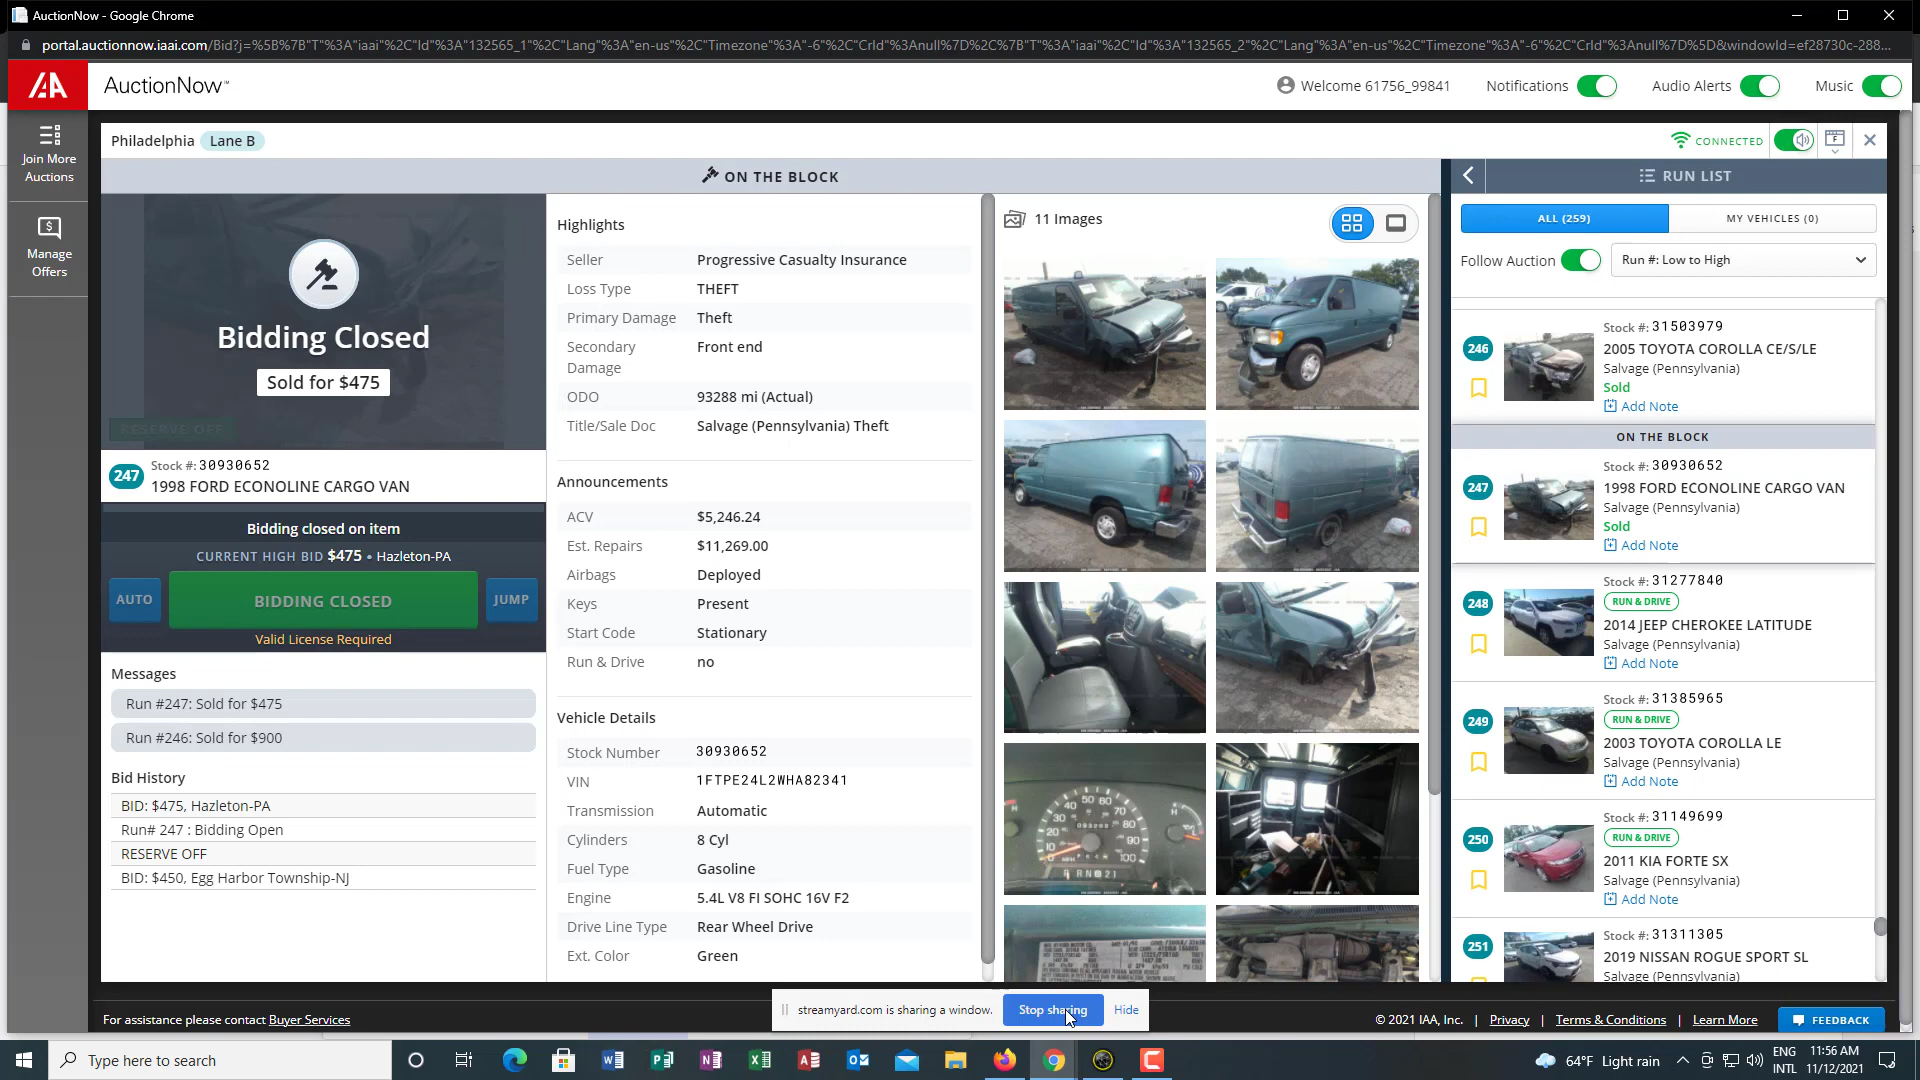 AuctionNow - Google Chrome
portal.auctionnow.iaai.com/Bid?j=%5B%7B"T"%3A"iaai"%2C"Id"%3A"132565_1"%2C"Lang"%3A"en-us"%2C"Timezone"%3A"-6"%2C"CrId"%3Anull%7D%2C%7B"T"%3A"iaai"%2C"Id"%3A"132565_2"%2C"Lang"%3A"en-us"%2C"Timezone"%3A"-6"%2C"CrId"%3Anull%7D%5D&windowId=ef28730c-288...
IAA AuctionNow™
Welcome 61756_99841 Notifications Audio Alerts Music
Join More
Auctions
Manage
Offers
Philadelphia Lane B
CONNECTED F
ON THE BLOCK
Bidding Closed
Sold for $475
RESERVE OFF
247
Stock #: 30930652
1998 FORD ECONOLINE CARGO VAN
Bidding closed on item
CURRENT HIGH BID $475 • Hazleton-PA
AUTO BIDDING CLOSED JUMP
Valid License Required
Messages
Run #247: Sold for $475
Run #246: Sold for $900
Bid History
BID: $475, Hazleton-PA
Run# 247 : Bidding Open
RESERVE OFF
BID: $450, Egg Harbor Township-NJ
Highlights
Seller Progressive Casualty Insurance
Loss Type THEFT
Primary Damage Theft
Secondary Damage Front end
ODO 93288 mi (Actual)
Title/Sale Doc Salvage (Pennsylvania) Theft
Announcements
ACV $5,246.24
Est. Repairs $11,269.00
Airbags Deployed
Keys Present
Start Code Stationary
Run & Drive no
Vehicle Details
Stock Number 30930652
VIN 1FTPE24L2WHA82341
Transmission Automatic
Cylinders 8 Cyl
Fuel Type Gasoline
Engine 5.4L V8 FI SOHC 16V F2
Drive Line Type Rear Wheel Drive
Ext. Color Green
11 Images
RUN LIST
ALL (259) MY VEHICLES (0)
Follow Auction Run #: Low to High
246
Stock #: 31503979
2005 TOYOTA COROLLA CE/S/LE
Salvage (Pennsylvania)
Sold
Add Note
ON THE BLOCK
247
Stock #: 30930652
1998 FORD ECONOLINE CARGO VAN
Salvage (Pennsylvania)
Sold
Add Note
248
Stock #: 31277840
RUN & DRIVE
2014 JEEP CHEROKEE LATITUDE
Salvage (Pennsylvania)
Add Note
249
Stock #: 31385965
RUN & DRIVE
2003 TOYOTA COROLLA LE
Salvage (Pennsylvania)
Add Note
250
Stock #: 31149699
RUN & DRIVE
2011 KIA FORTE SX
Salvage (Pennsylvania)
Add Note
251
Stock #: 31311305
2019 NISSAN ROGUE SPORT SL
Salvage (Pennsylvania)
streamyard.com is sharing a window. Stop sharing Hide
For assistance please contact Buyer Services
© 2021 IAA, Inc. | Privacy | Terms & Conditions | Learn More FEEDBACK
Type here to search
64°F Light rain
ENG
INTL
11:56 AM
11/12/2021